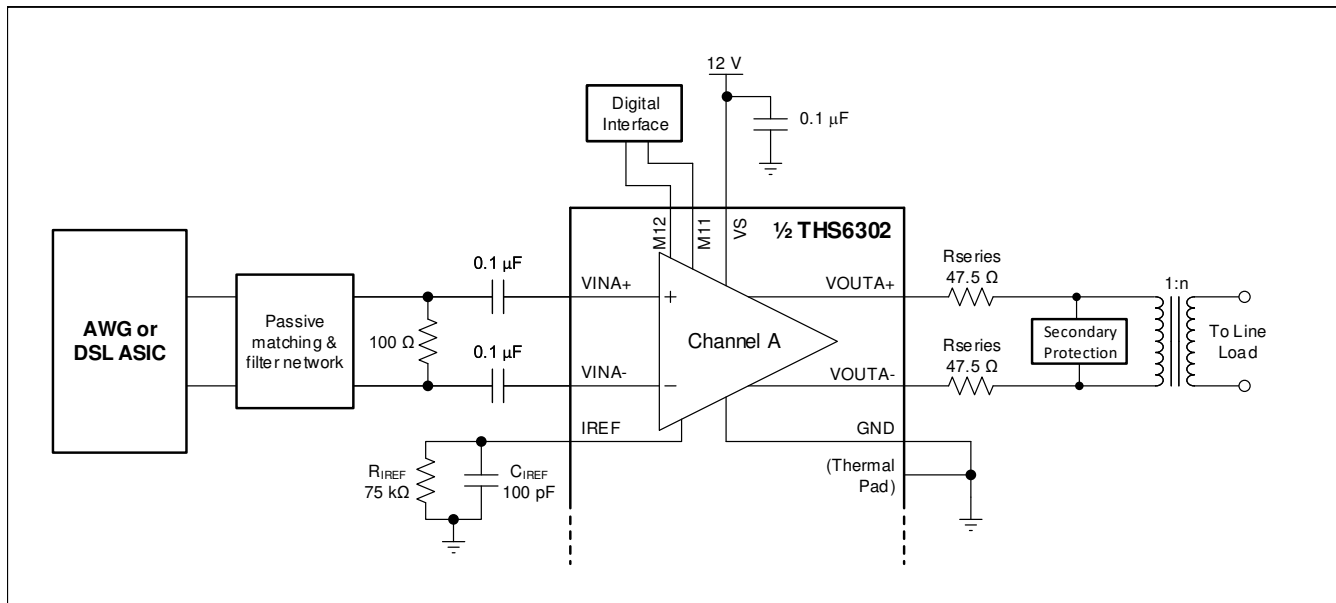 12 V
Digital
Interface
0.1 µF
M12
M11
VS
½ THS6302
AWG or
DSL ASIC
Passive
matching &
filter network
100 Ω
0.1 µF
0.1 µF
VINA+
VINA-
+
−
Channel A
VOUTA+
VOUTA-
Rseries
47.5 Ω
Rseries
47.5 Ω
Secondary
Protection
1:n
To Line
Load
IREF
GND
(Thermal
Pad)
RIREF
75 kΩ
CIREF
100 pF